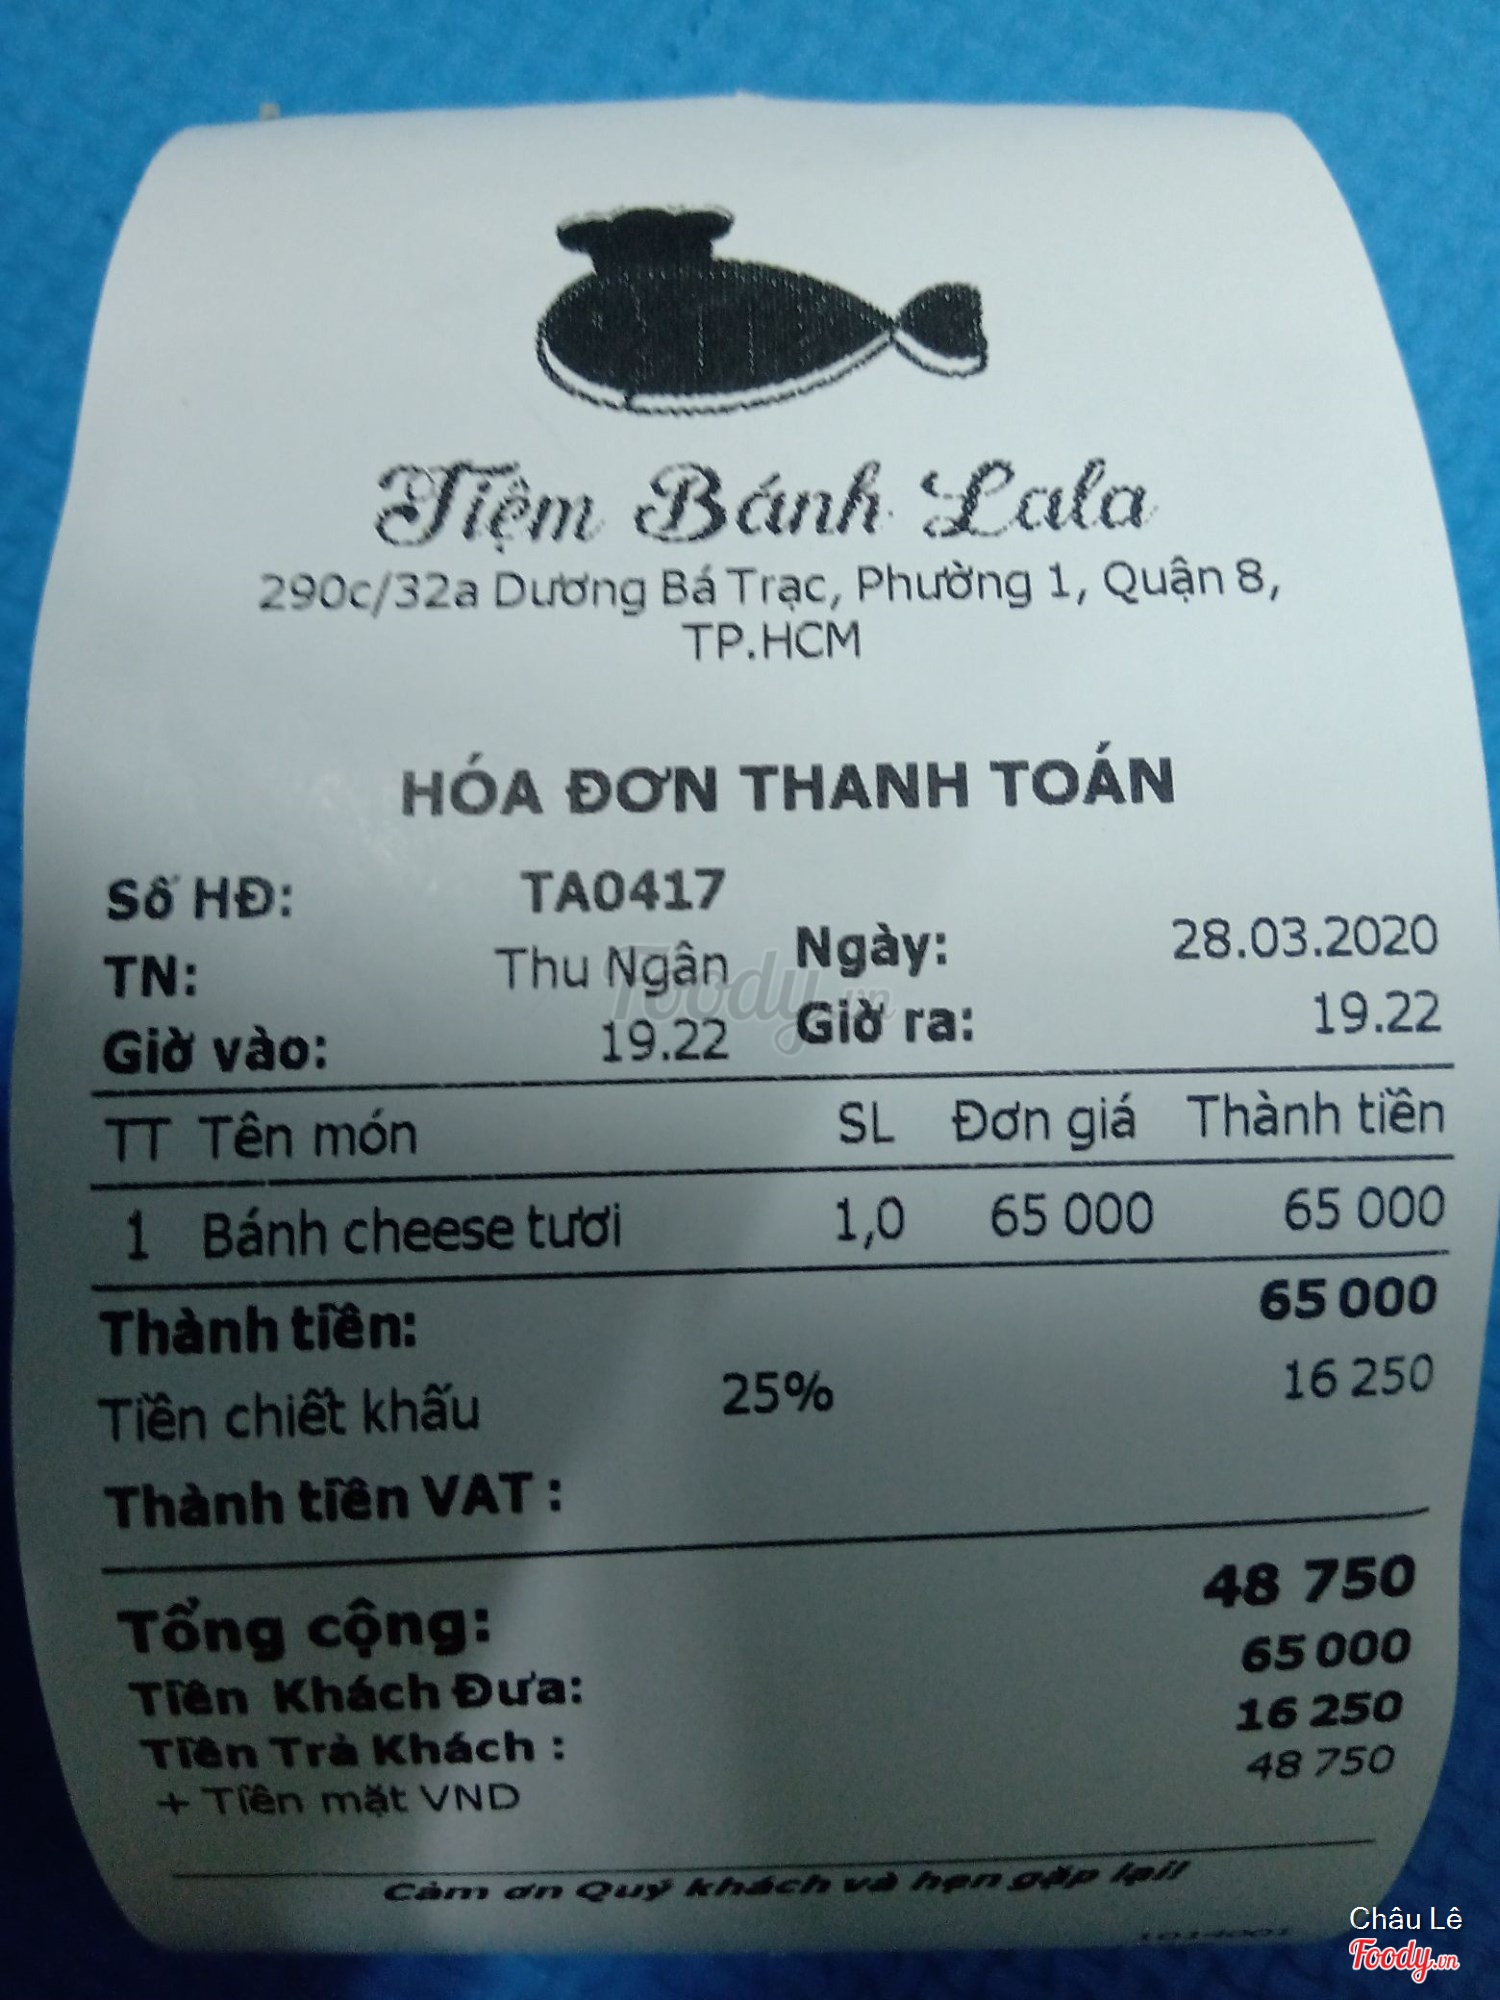 Tiệm Bánh Lala
290c/32a Dương Bá Trạc, Phường 1, Quận 8,
TP.HCM
HÓA ĐƠN THANH TOÁN
Số HĐ: TA0417
TN: Thu Ngân Ngày: 28.03.2020
Giờ vào: 19.22 Giờ ra: 19.22
TT Tên món SL Đơn giá Thành tiền
1 Bánh cheese tươi 1,0 65 000 65 000
Thành tiền: 65 000
Tiền chiết khấu 25% 16 250
Thành tiền VAT :
Tổng cộng: 48 750
Tiền Khách Đưa: 65 000
Tiền Trả Khách : 16 250
+ Tiền mặt VND 48 750
Cảm ơn Quý khách và hẹn gặp lại!
Foody.vn
Châu Lê
Foody.vn